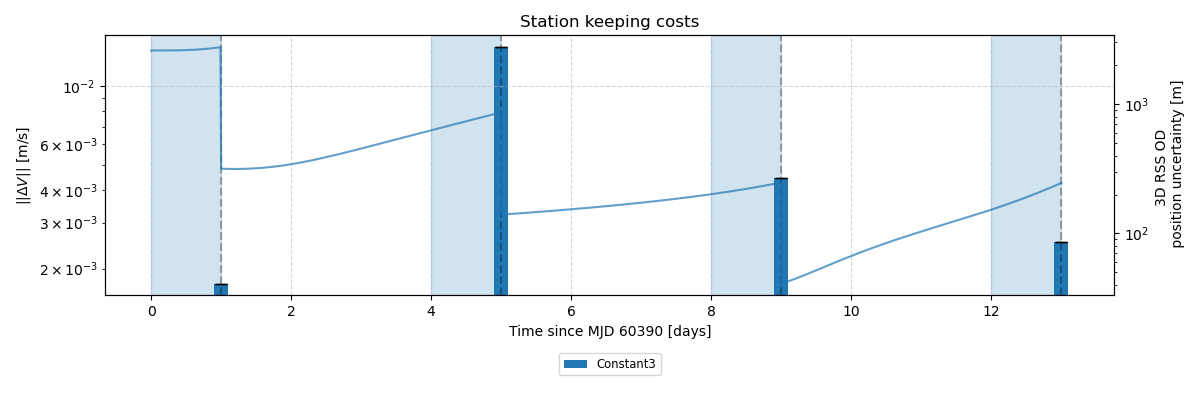 Station keeping costs
||ΔV|| [m/s]
10⁻²
6 × 10⁻³
4 × 10⁻³
3 × 10⁻³
2 × 10⁻³
10³
10²
3D RSS OD
position uncertainty [m]
0 2 4 6 8 10 12
Time since MJD 60390 [days]
Constant3